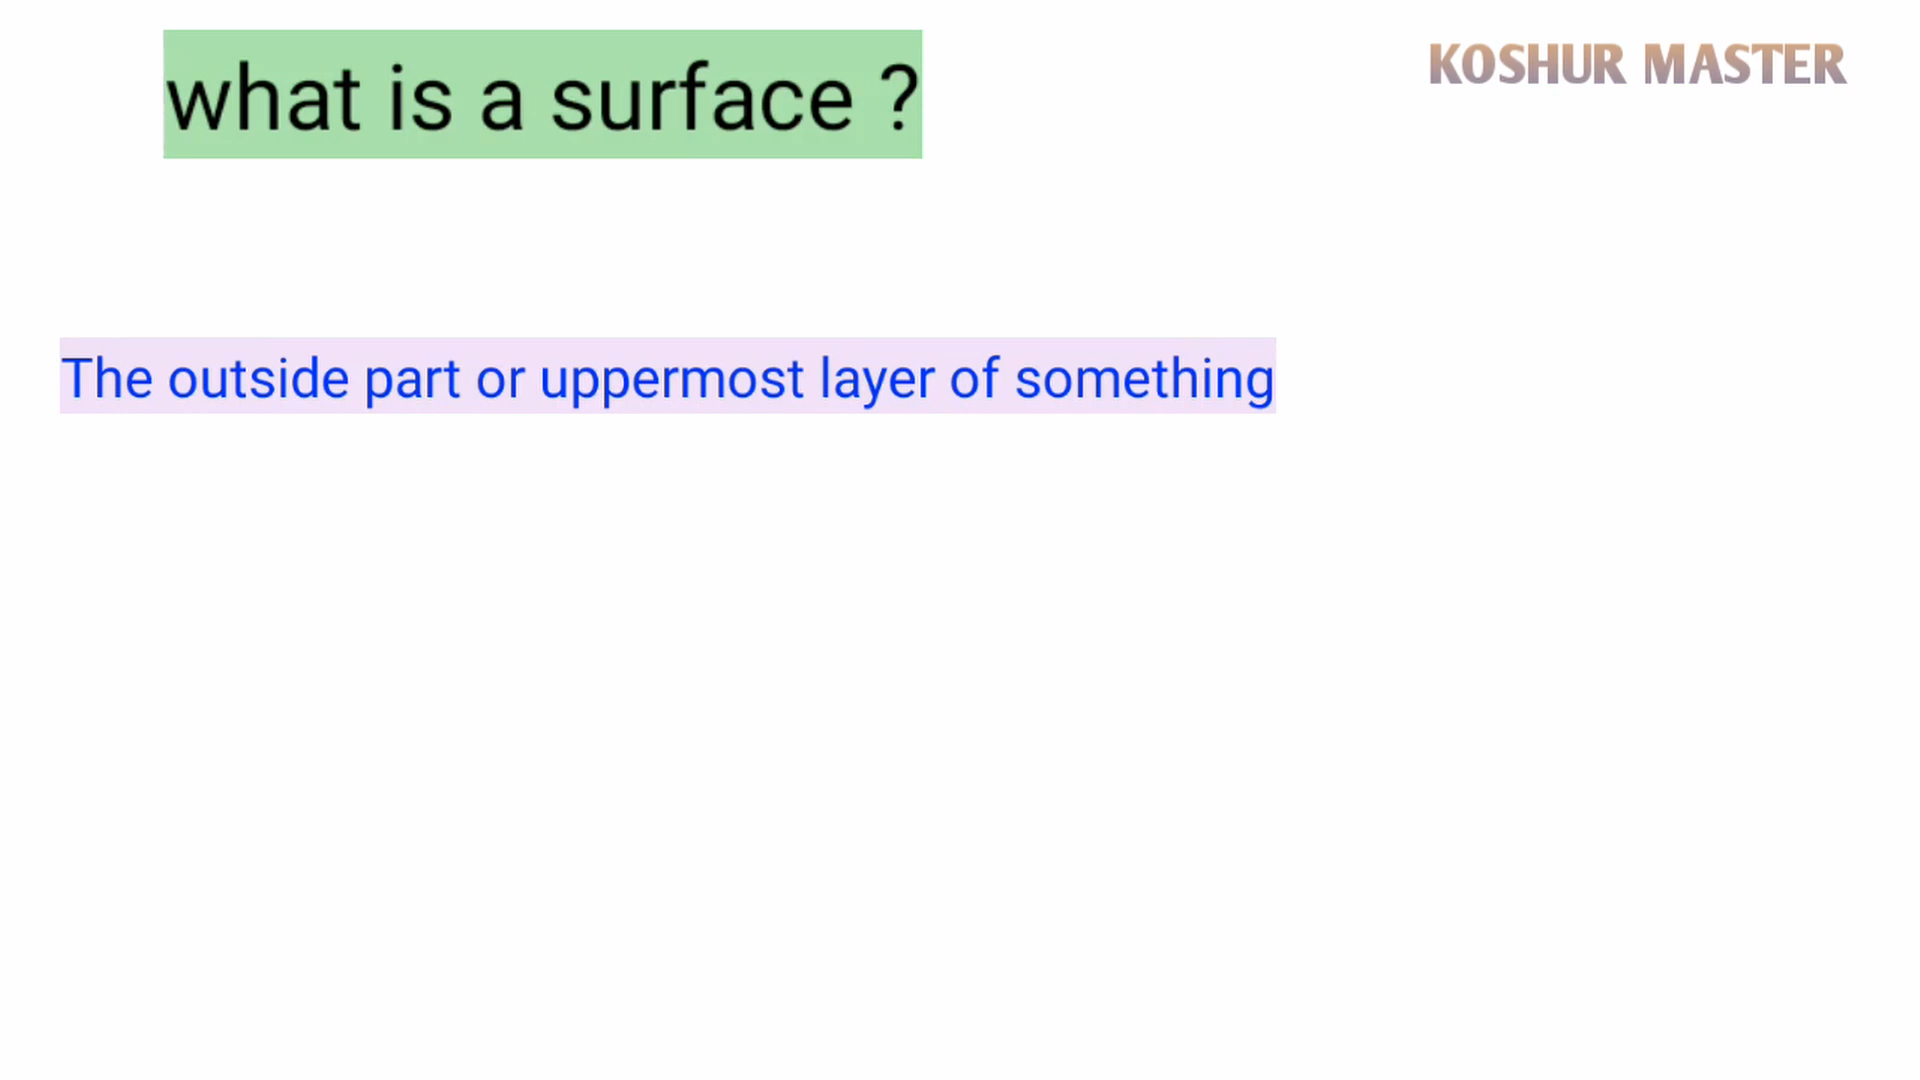 what is a surface ?
KOSHUR MASTER
The outside part or uppermost layer of something